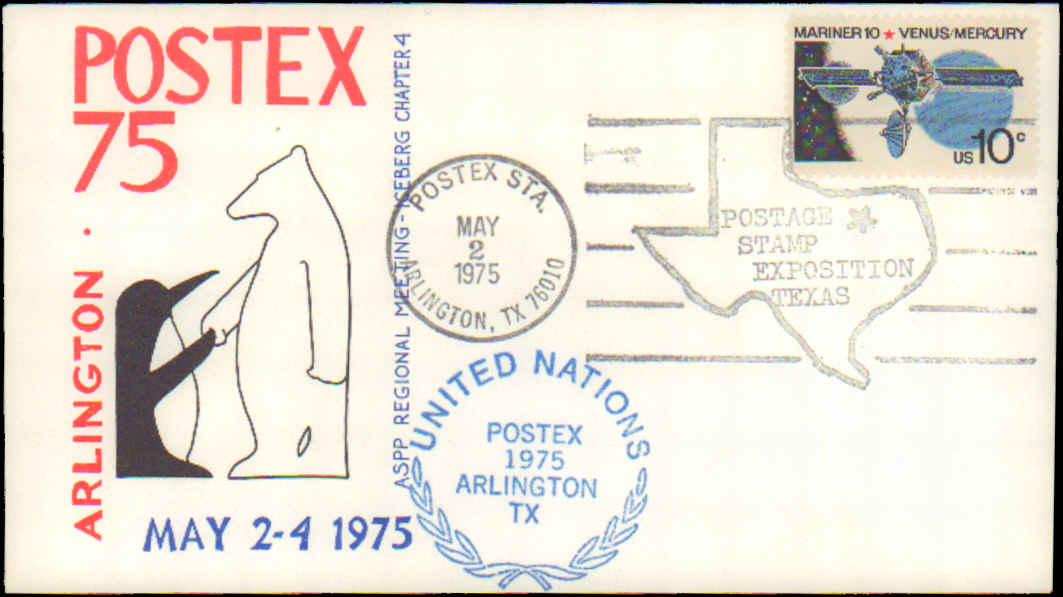 POSTEX
75
ARLINGTON .
MAY 2-4 1975
ASPP REGIONAL MEETING - ICEBERG CHAPTER 4
POSTEX STA.
MAY
2
1975
ARLINGTON, TX 76010
MARINER 10 ★ VENUS/MERCURY
US 10c
POSTAGE
STAMP
EXPOSITION
TEXAS
UNITED NATIONS
POSTEX
1975
ARLINGTON
TX